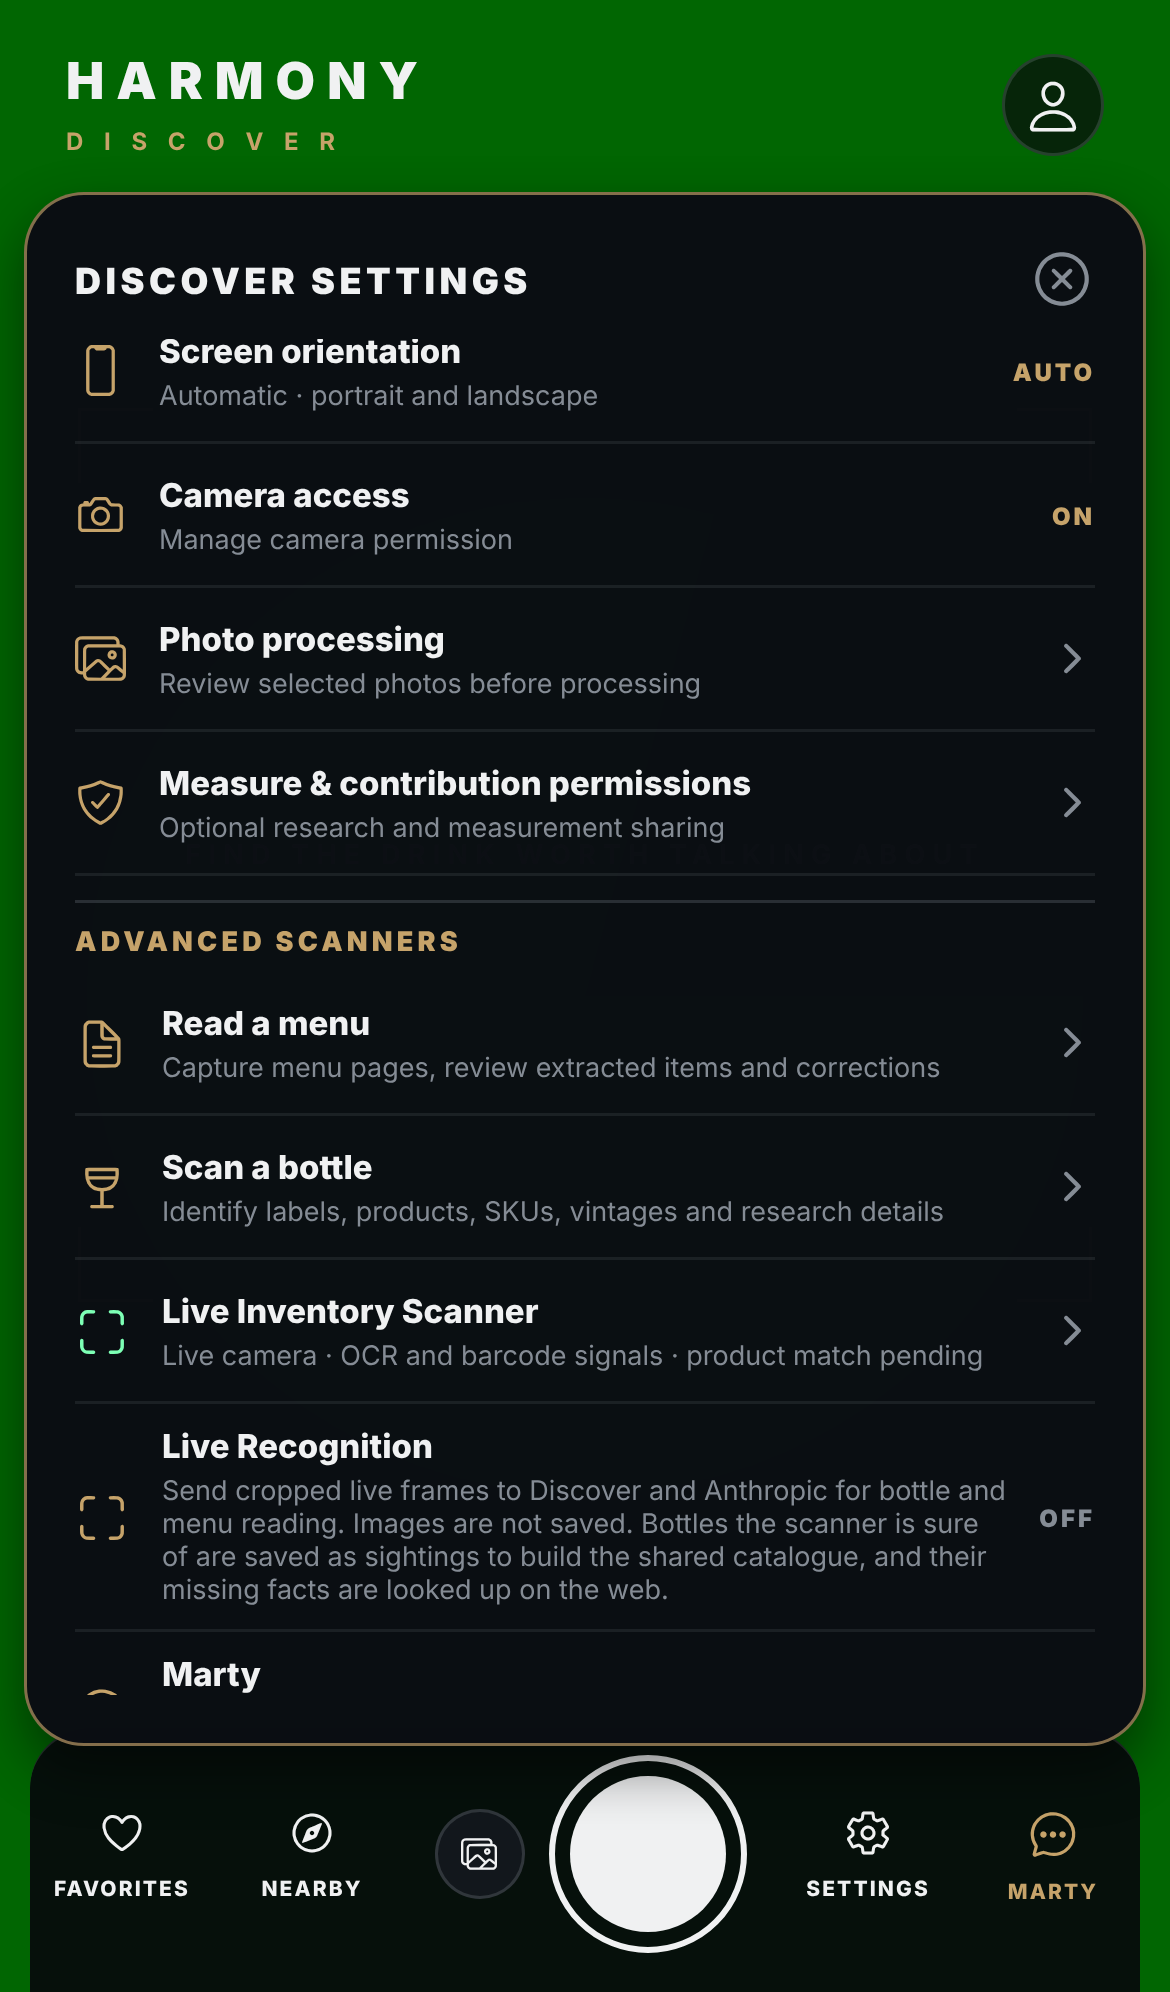 HARMONY
DISCOVER
DISCOVER SETTINGS
Screen orientation
Automatic · portrait and landscape
AUTO
Camera access
Manage camera permission
ON
Photo processing
Review selected photos before processing
Measure & contribution permissions
Optional research and measurement sharing
TALKING ABOUT
ADVANCED SCANNERS
Read a menu
Capture menu pages, review extracted items and corrections
Scan a bottle
Identify labels, products, SKUs, vintages and research details
Live Inventory Scanner
Live camera · OCR and barcode signals · product match pending
Live Recognition
Send cropped live frames to Discover and Anthropic for bottle and
menu reading. Images are not saved. Bottles the scanner is sure
of are saved as sightings to build the shared catalogue, and their
missing facts are looked up on the web.
OFF
Marty
FAVORITES
NEARBY
SETTINGS
MARTY